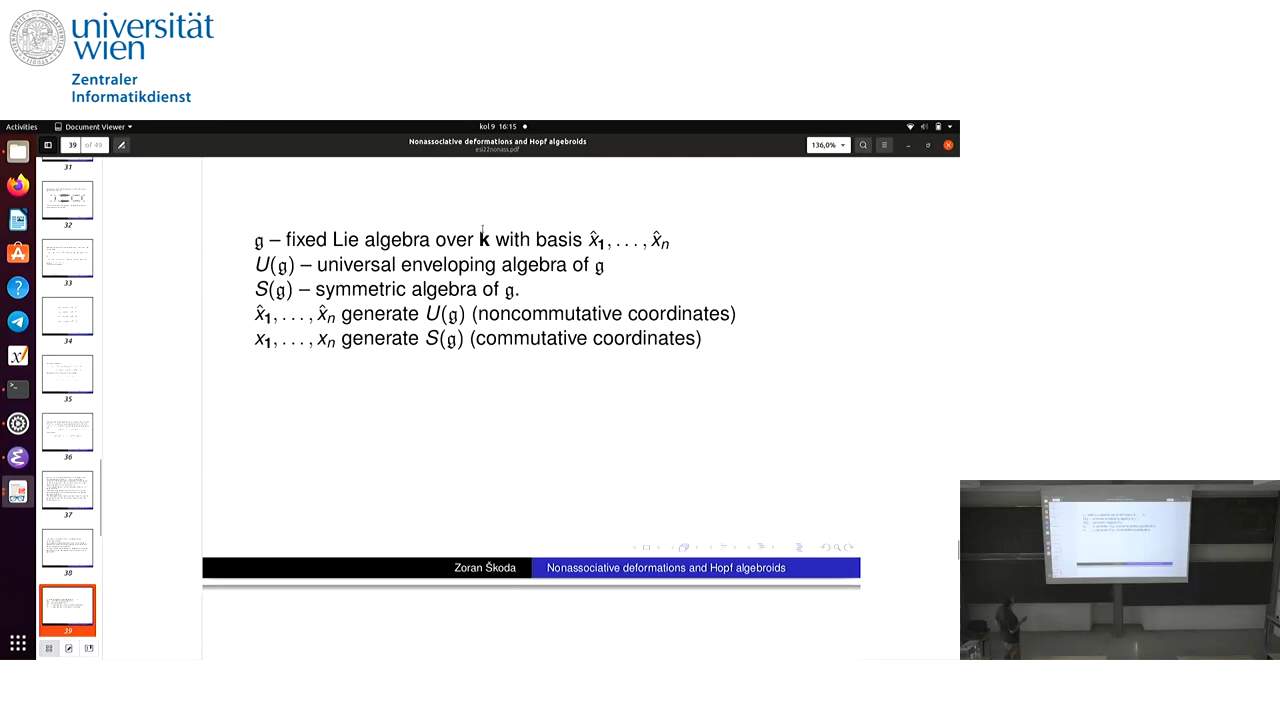 universität
wien
Zentraler
Informatikdienst
Activities Document Viewer kol 9 16:15
39 of 49 Nonassociative deformations and Hopf algebroids 136,0%
esi22nonass.pdf
31
32
33
34
35
36
37
38
39
𝔤 – fixed Lie algebra over k with basis x̂₁, . . . , x̂ₙ
U(𝔤) – universal enveloping algebra of 𝔤
S(𝔤) – symmetric algebra of 𝔤.
x̂₁, . . . , x̂ₙ generate U(𝔤) (noncommutative coordinates)
x₁, . . . , xₙ generate S(𝔤) (commutative coordinates)
Zoran Škoda Nonassociative deformations and Hopf algebroids